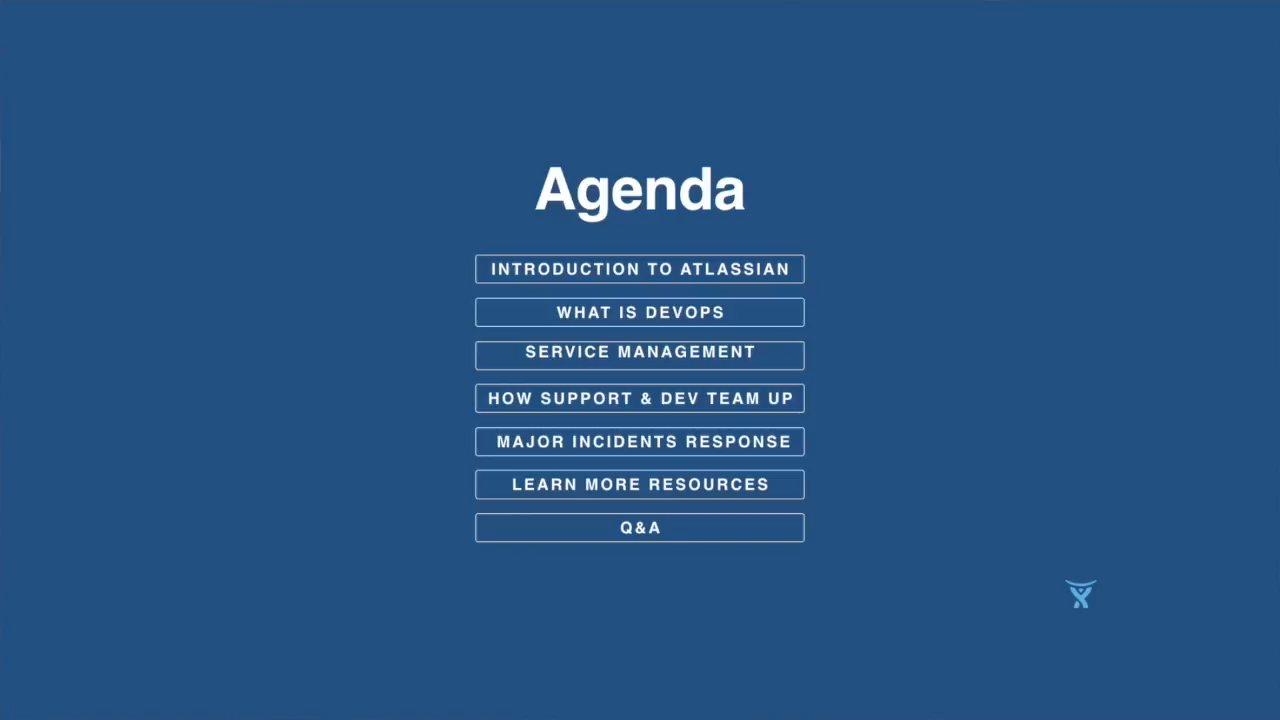 Agenda
INTRODUCTION TO ATLASSIAN
WHAT IS DEVOPS
SERVICE MANAGEMENT
HOW SUPPORT & DEV TEAM UP
MAJOR INCIDENTS RESPONSE
LEARN MORE RESOURCES
Q&A